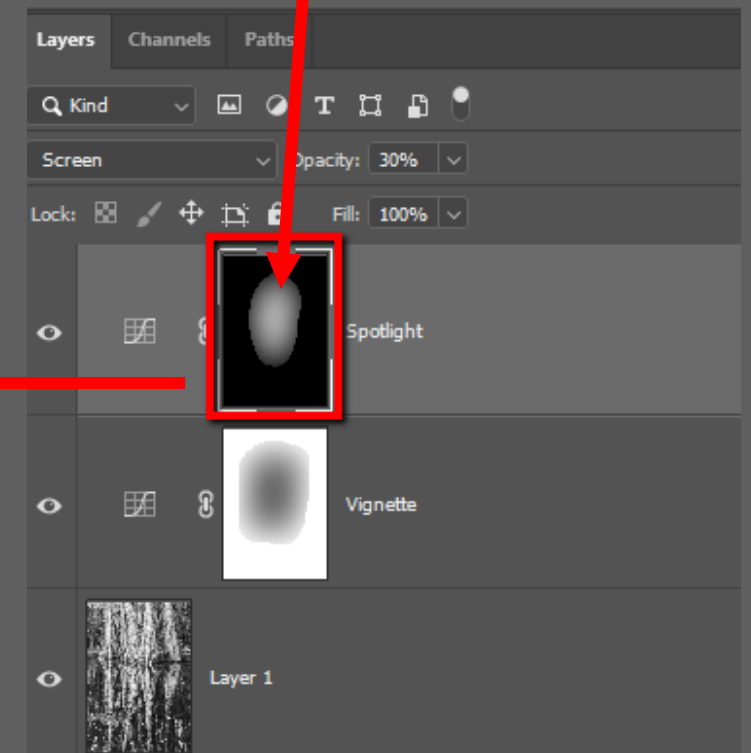 Layers Channels Paths
Kind
Screen Opacity: 30%
Lock: Fill: 100%
Spotlight
Vignette
Layer 1